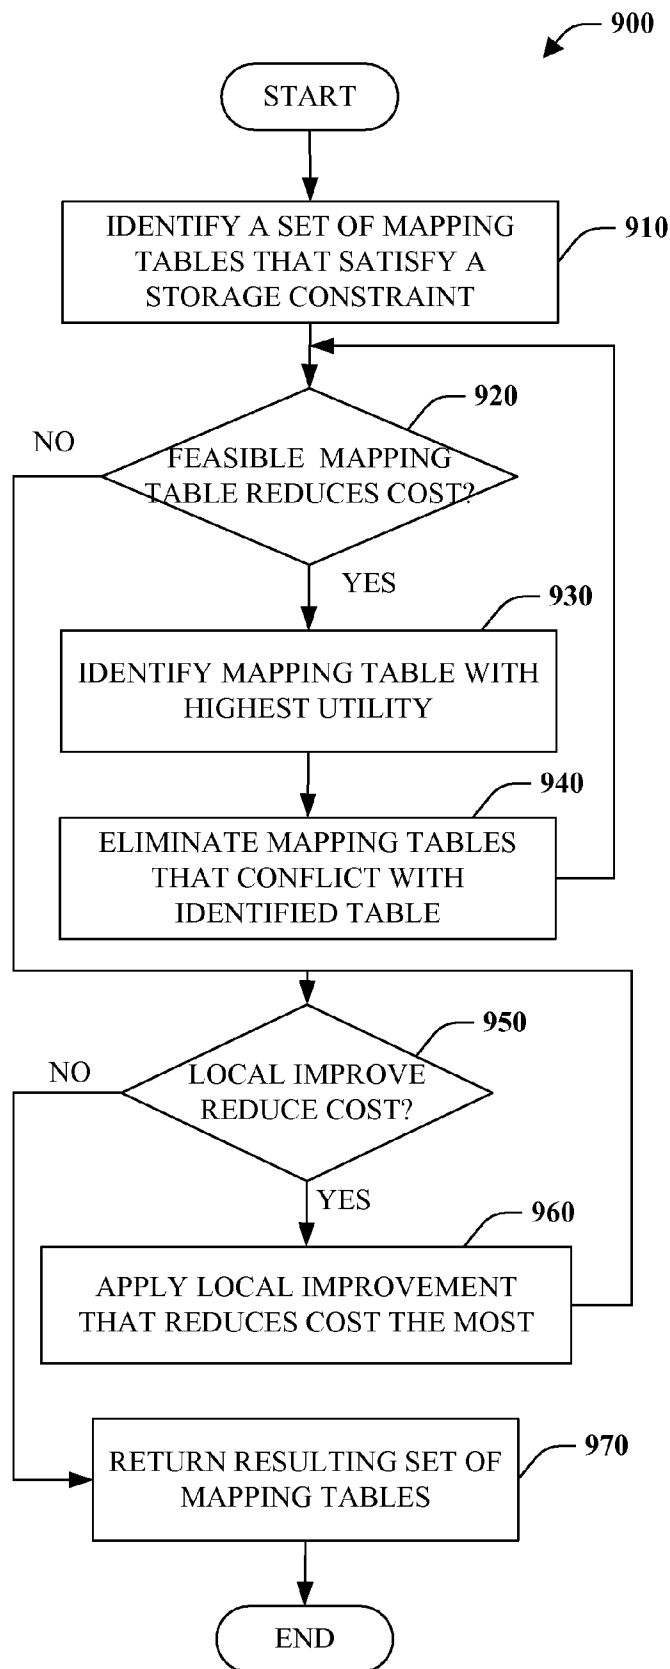 900
START
IDENTIFY A SET OF MAPPING
TABLES THAT SATISFY A
STORAGE CONSTRAINT
910
920
NO
FEASIBLE MAPPING
TABLE REDUCES COST?
YES
930
IDENTIFY MAPPING TABLE WITH
HIGHEST UTILITY
940
ELIMINATE MAPPING TABLES
THAT CONFLICT WITH
IDENTIFIED TABLE
950
NO
LOCAL IMPROVE
REDUCE COST?
YES
960
APPLY LOCAL IMPROVEMENT
THAT REDUCES COST THE MOST
970
RETURN RESULTING SET OF
MAPPING TABLES
END